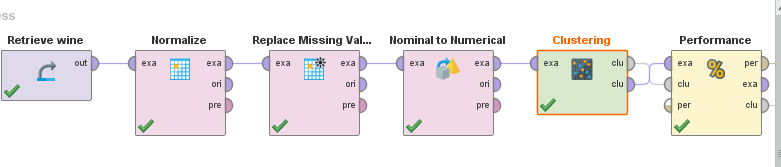 ess
Retrieve wine
out
Normalize
exa exa
ori
pre
Replace Missing Val...
exa exa
ori
pre
Nominal to Numerical
exa exa
ori
pre
Clustering
exa clu
clu
Performance
exa per
clu exa
per clu
%